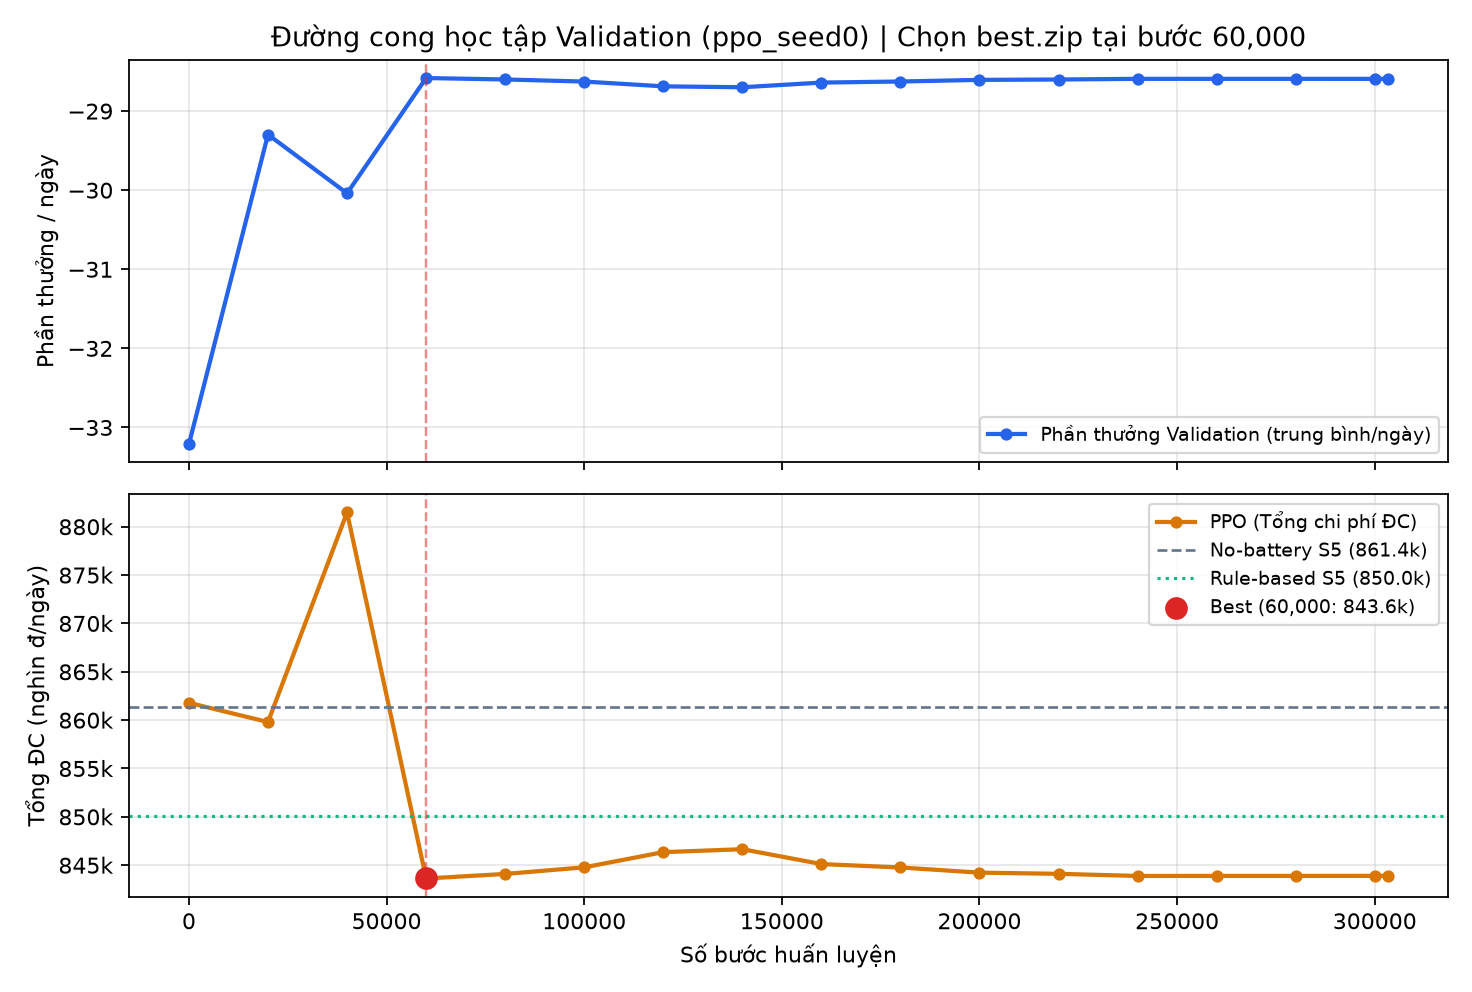 Đường cong học tập Validation (ppo_seed0) | Chọn best.zip tại bước 60,000
Phần thưởng / ngày
−29
−30
−31
−32
−33
Phần thưởng Validation (trung bình/ngày)
Tổng ĐC (nghìn đ/ngày)
880k
875k
870k
865k
860k
855k
850k
845k
PPO (Tổng chi phí ĐC)
No-battery S5 (861.4k)
Rule-based S5 (850.0k)
Best (60,000: 843.6k)
0
50000
100000
150000
200000
250000
300000
Số bước huấn luyện